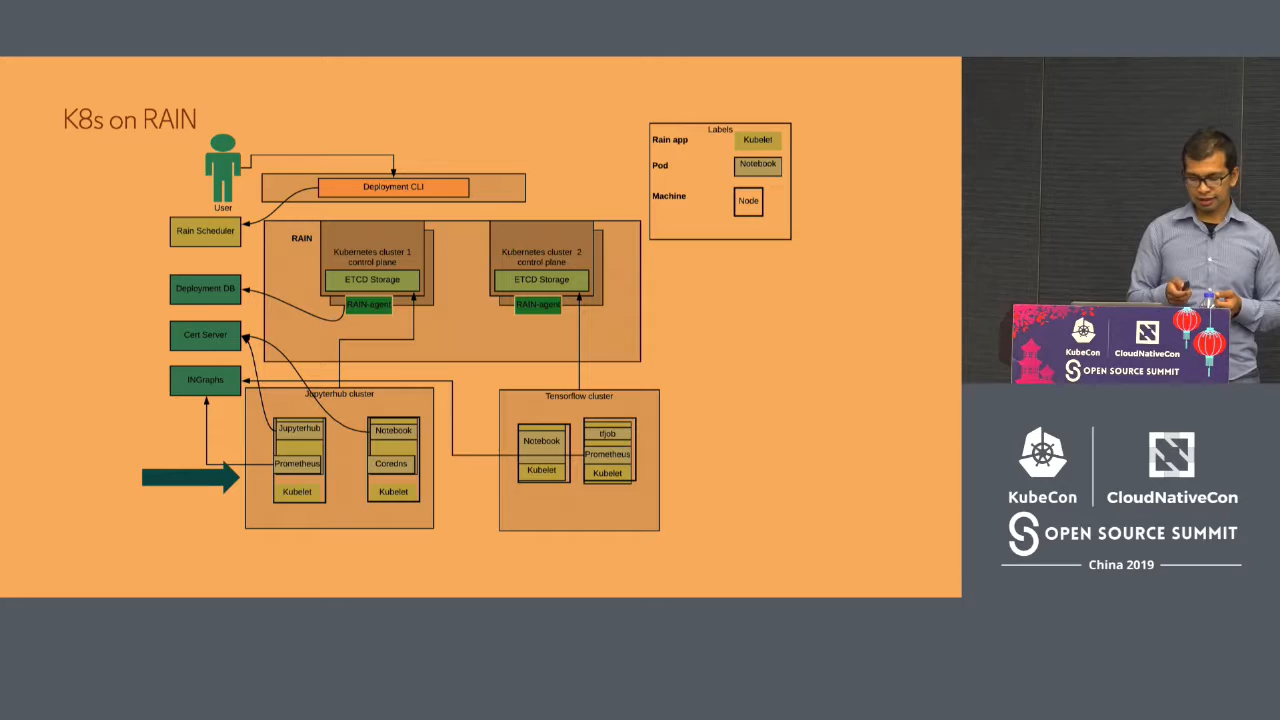 K8s on RAIN
User
Deployment CLI
Rain Scheduler
Deployment DB
Cert Server
INGraphs
RAIN
Kubernetes cluster 1
control plane
ETCD Storage
RAIN-agent
Kubernetes cluster 2
control plane
ETCD Storage
RAIN-agent
Labels
Rain app
Kubelet
Pod
Notebook
Machine
Node
Jupyterhub cluster
Jupyterhub
Prometheus
Kubelet
Notebook
Coredns
Kubelet
Tensorflow cluster
Notebook
Kubelet
tfjob
Prometheus
Kubelet
KubeCon
CloudNativeCon
OPEN SOURCE SUMMIT
KubeCon
CloudNativeCon
OPEN SOURCE SUMMIT
China 2019